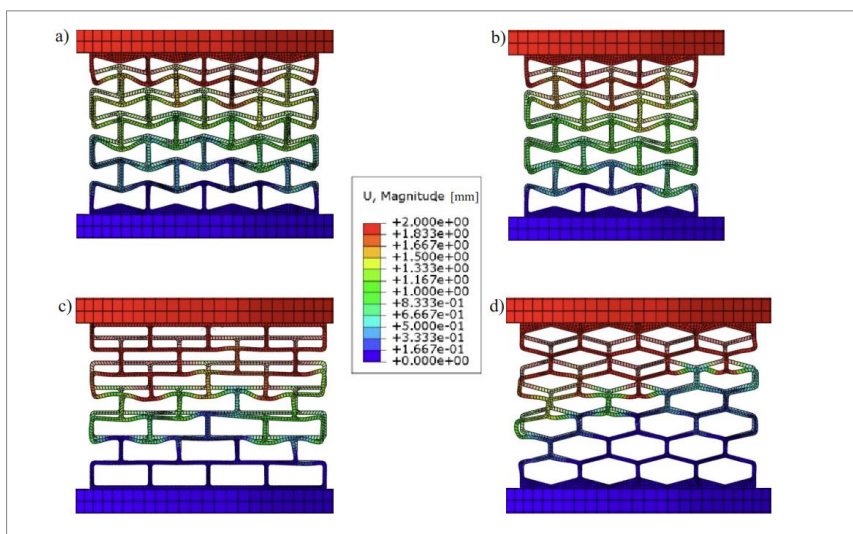 a)
b)
U, Magnitude [mm]
+2.000e+00
+1.833e+00
+1.667e+00
+1.500e+00
+1.333e+00
+1.167e+00
+1.000e+00
+8.333e-01
+6.667e-01
+5.000e-01
+3.333e-01
+1.667e-01
+0.000e+00
c)
d)